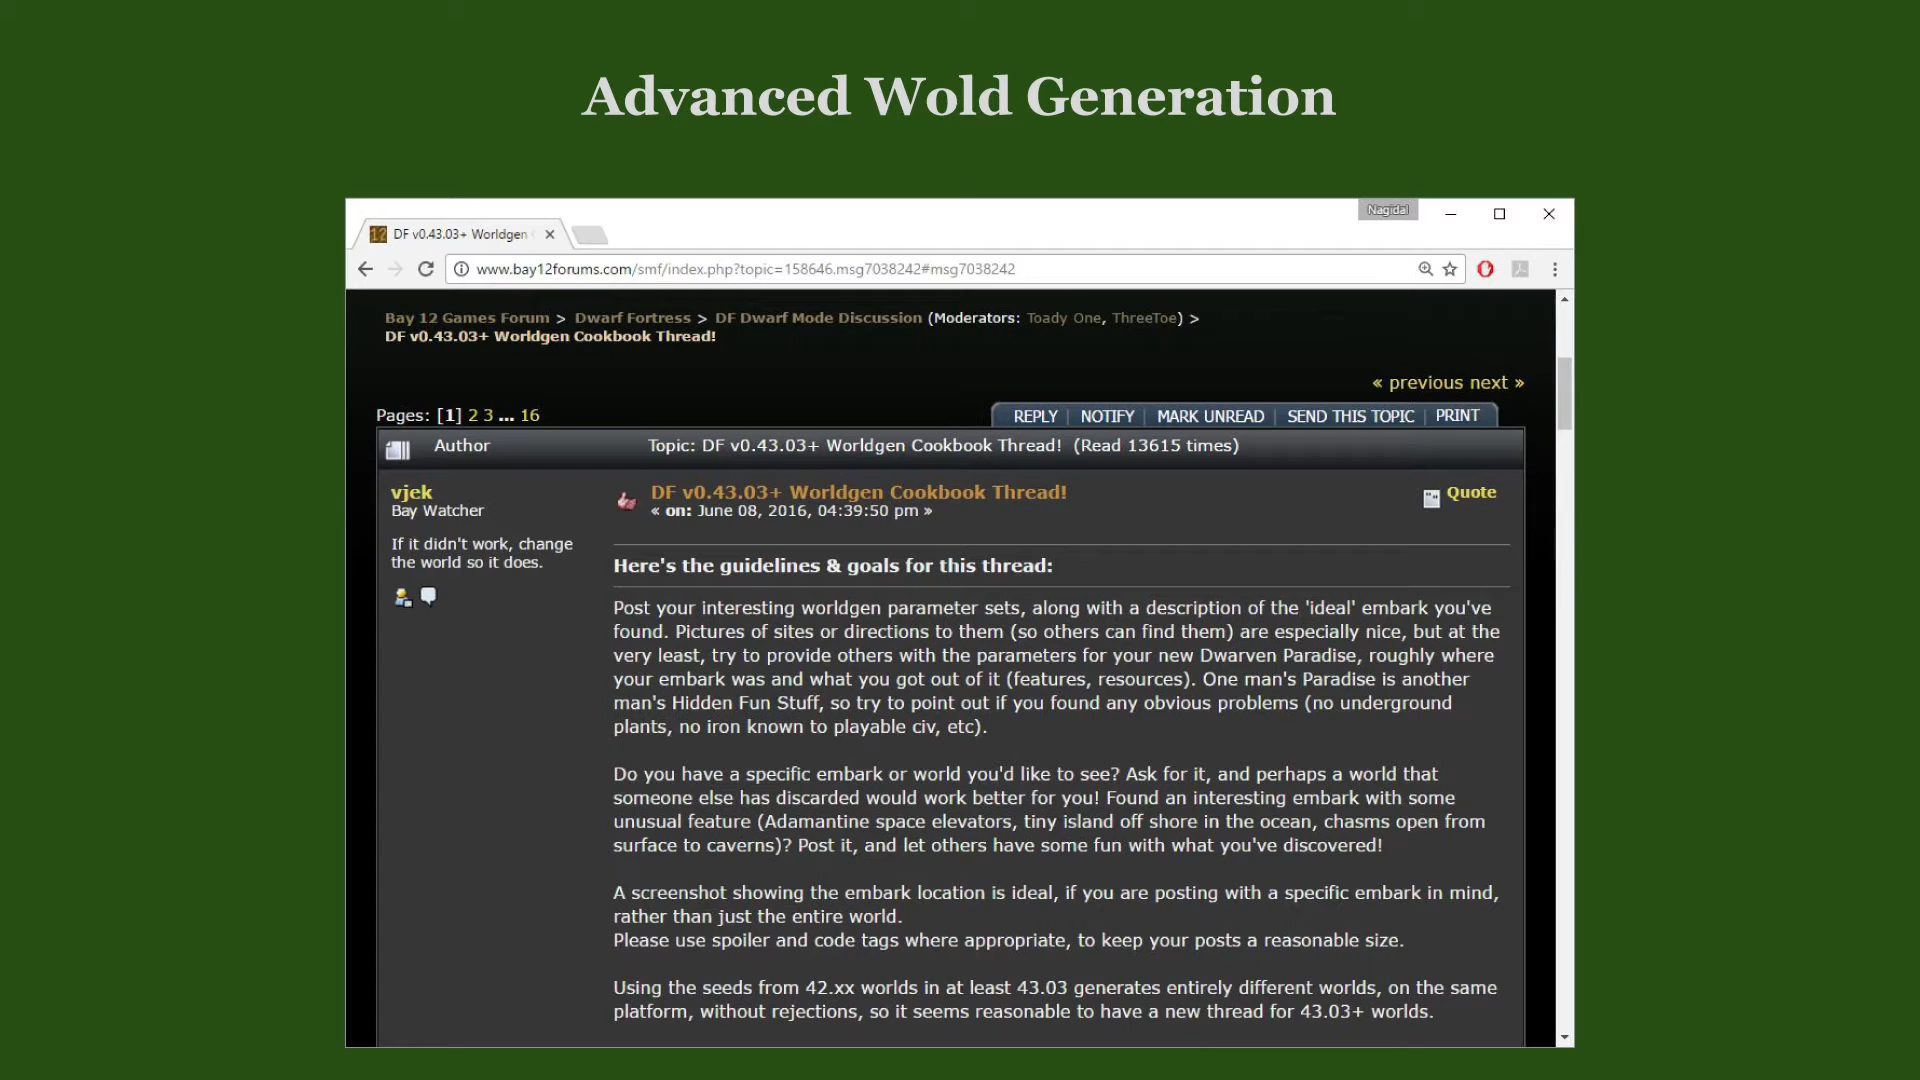 Advanced Wold Generation
Nagidal
DF v0.43.03+ Worldgen
www.bay12forums.com/smf/index.php?topic=158646.msg7038242#msg7038242
Bay 12 Games Forum > Dwarf Fortress > DF Dwarf Mode Discussion (Moderators: Toady One, ThreeToe) >
DF v0.43.03+ Worldgen Cookbook Thread!
« previous next »
Pages: [1] 2 3 ... 16
REPLY NOTIFY MARK UNREAD SEND THIS TOPIC PRINT
Author Topic: DF v0.43.03+ Worldgen Cookbook Thread! (Read 13615 times)
vjek
Bay Watcher
If it didn't work, change
the world so it does.
DF v0.43.03+ Worldgen Cookbook Thread!
« on: June 08, 2016, 04:39:50 pm »
Quote
Here's the guidelines & goals for this thread:
Post your interesting worldgen parameter sets, along with a description of the 'ideal' embark you've
found. Pictures of sites or directions to them (so others can find them) are especially nice, but at the
very least, try to provide others with the parameters for your new Dwarven Paradise, roughly where
your embark was and what you got out of it (features, resources). One man's Paradise is another
man's Hidden Fun Stuff, so try to point out if you found any obvious problems (no underground
plants, no iron known to playable civ, etc).
Do you have a specific embark or world you'd like to see? Ask for it, and perhaps a world that
someone else has discarded would work better for you! Found an interesting embark with some
unusual feature (Adamantine space elevators, tiny island off shore in the ocean, chasms open from
surface to caverns)? Post it, and let others have some fun with what you've discovered!
A screenshot showing the embark location is ideal, if you are posting with a specific embark in mind,
rather than just the entire world.
Please use spoiler and code tags where appropriate, to keep your posts a reasonable size.
Using the seeds from 42.xx worlds in at least 43.03 generates entirely different worlds, on the same
platform, without rejections, so it seems reasonable to have a new thread for 43.03+ worlds.